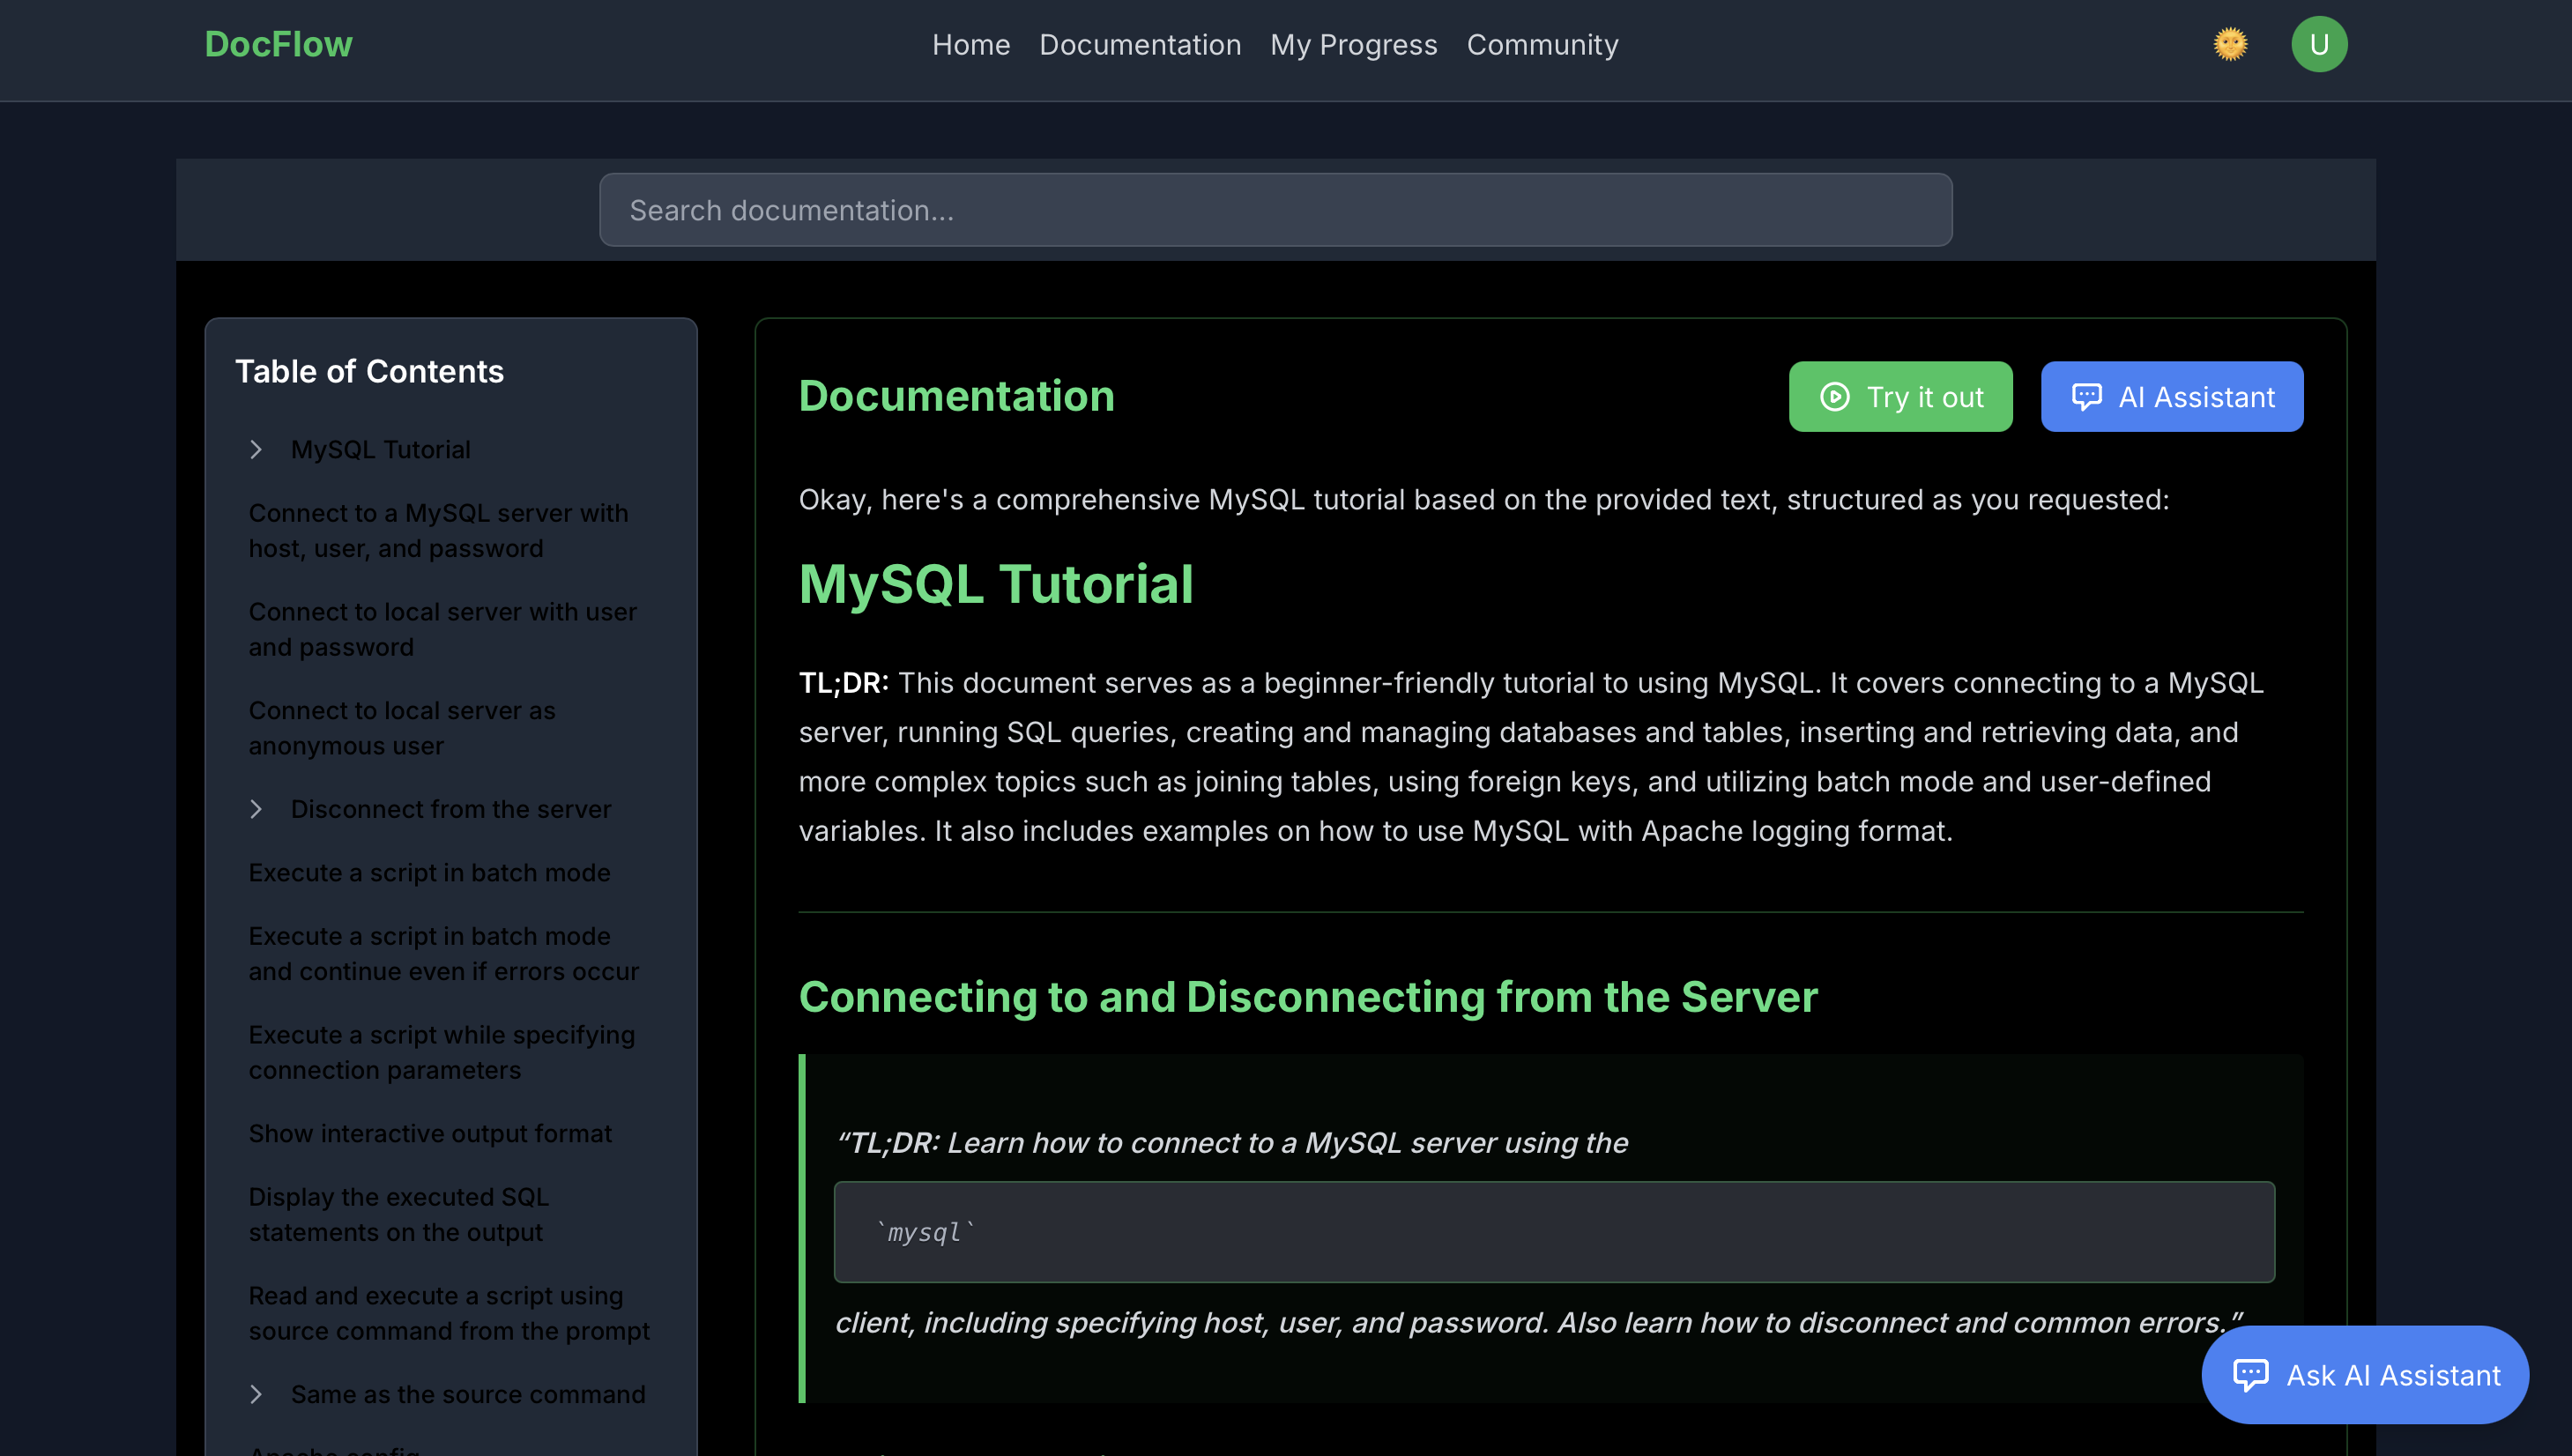 DocFlow
Home
Documentation
My Progress
Community
U
Search documentation...
Table of Contents
MySQL Tutorial
Connect to a MySQL server with
host, user, and password
Connect to local server with user
and password
Connect to local server as
anonymous user
Disconnect from the server
Execute a script in batch mode
Execute a script in batch mode
and continue even if errors occur
Execute a script while specifying
connection parameters
Show interactive output format
Display the executed SQL
statements on the output
Read and execute a script using
source command from the prompt
Same as the source command
Apache config
Documentation
Try it out
AI Assistant
Okay, here's a comprehensive MySQL tutorial based on the provided text, structured as you requested:
MySQL Tutorial
TL;DR: This document serves as a beginner-friendly tutorial to using MySQL. It covers connecting to a MySQL
server, running SQL queries, creating and managing databases and tables, inserting and retrieving data, and
more complex topics such as joining tables, using foreign keys, and utilizing batch mode and user-defined
variables. It also includes examples on how to use MySQL with Apache logging format.
Connecting to and Disconnecting from the Server
“TL;DR: Learn how to connect to a MySQL server using the
`mysql`
client, including specifying host, user, and password. Also learn how to disconnect and common errors.”
Ask AI Assistant